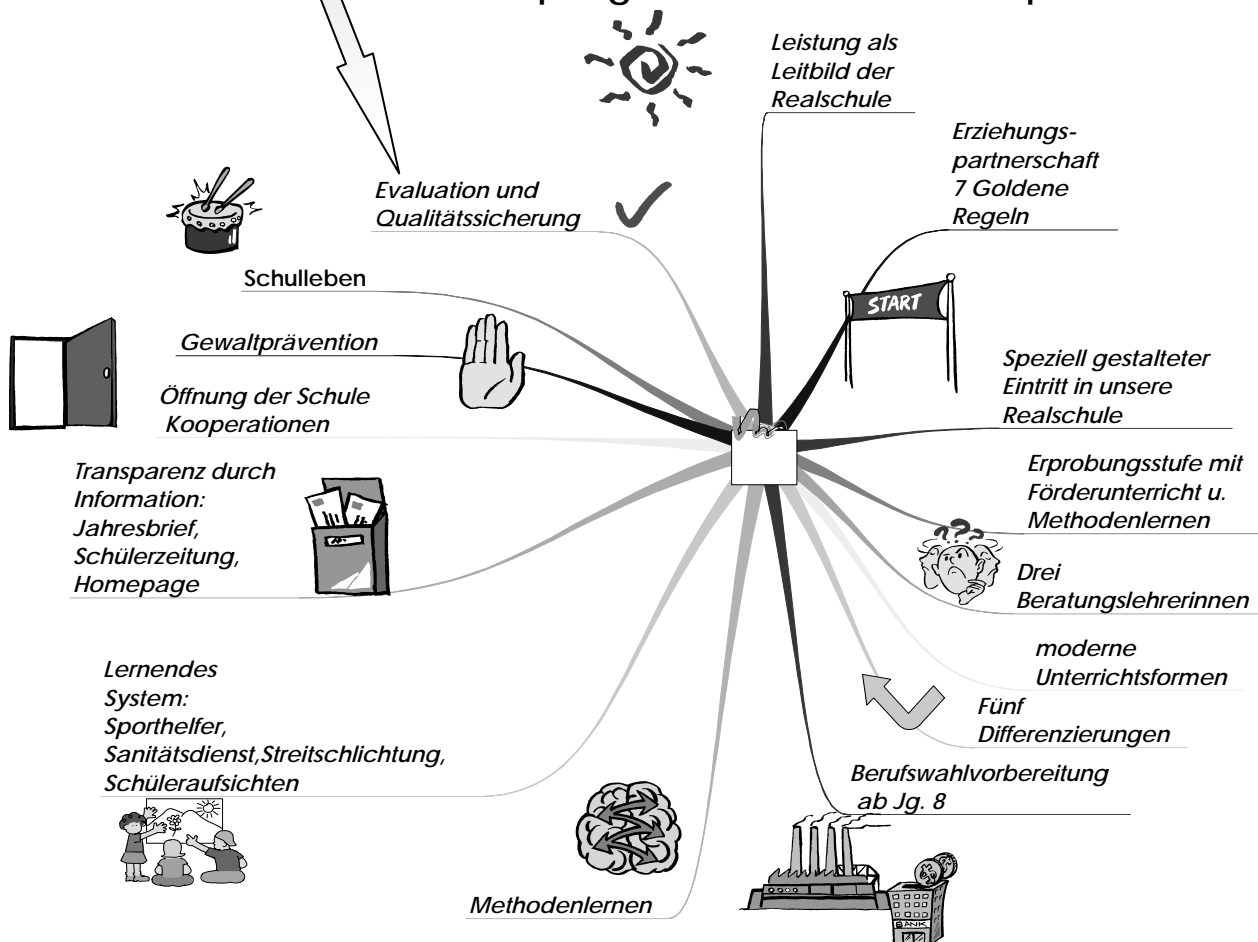 Leistung als
Leitbild der
Realschule
Erziehungs-
partnerschaft
7 Goldene
Regeln
START
Speziell gestalteter
Eintritt in unsere
Realschule
Erprobungsstufe mit
Förderunterricht u.
Methodenlernen
Drei
Beratungslehrerinnen
moderne
Unterrichtsformen
Fünf
Differenzierungen
Berufswahlvorbereitung
ab Jg. 8
BANK
Methodenlernen
Lernendes
System:
Sporthelfer,
Sanitätsdienst,Streitschlichtung,
Schüleraufsichten
Transparenz durch
Information:
Jahresbrief,
Schülerzeitung,
Homepage
Öffnung der Schule
Kooperationen
Gewaltprävention
Schulleben
Evaluation und
Qualitätssicherung